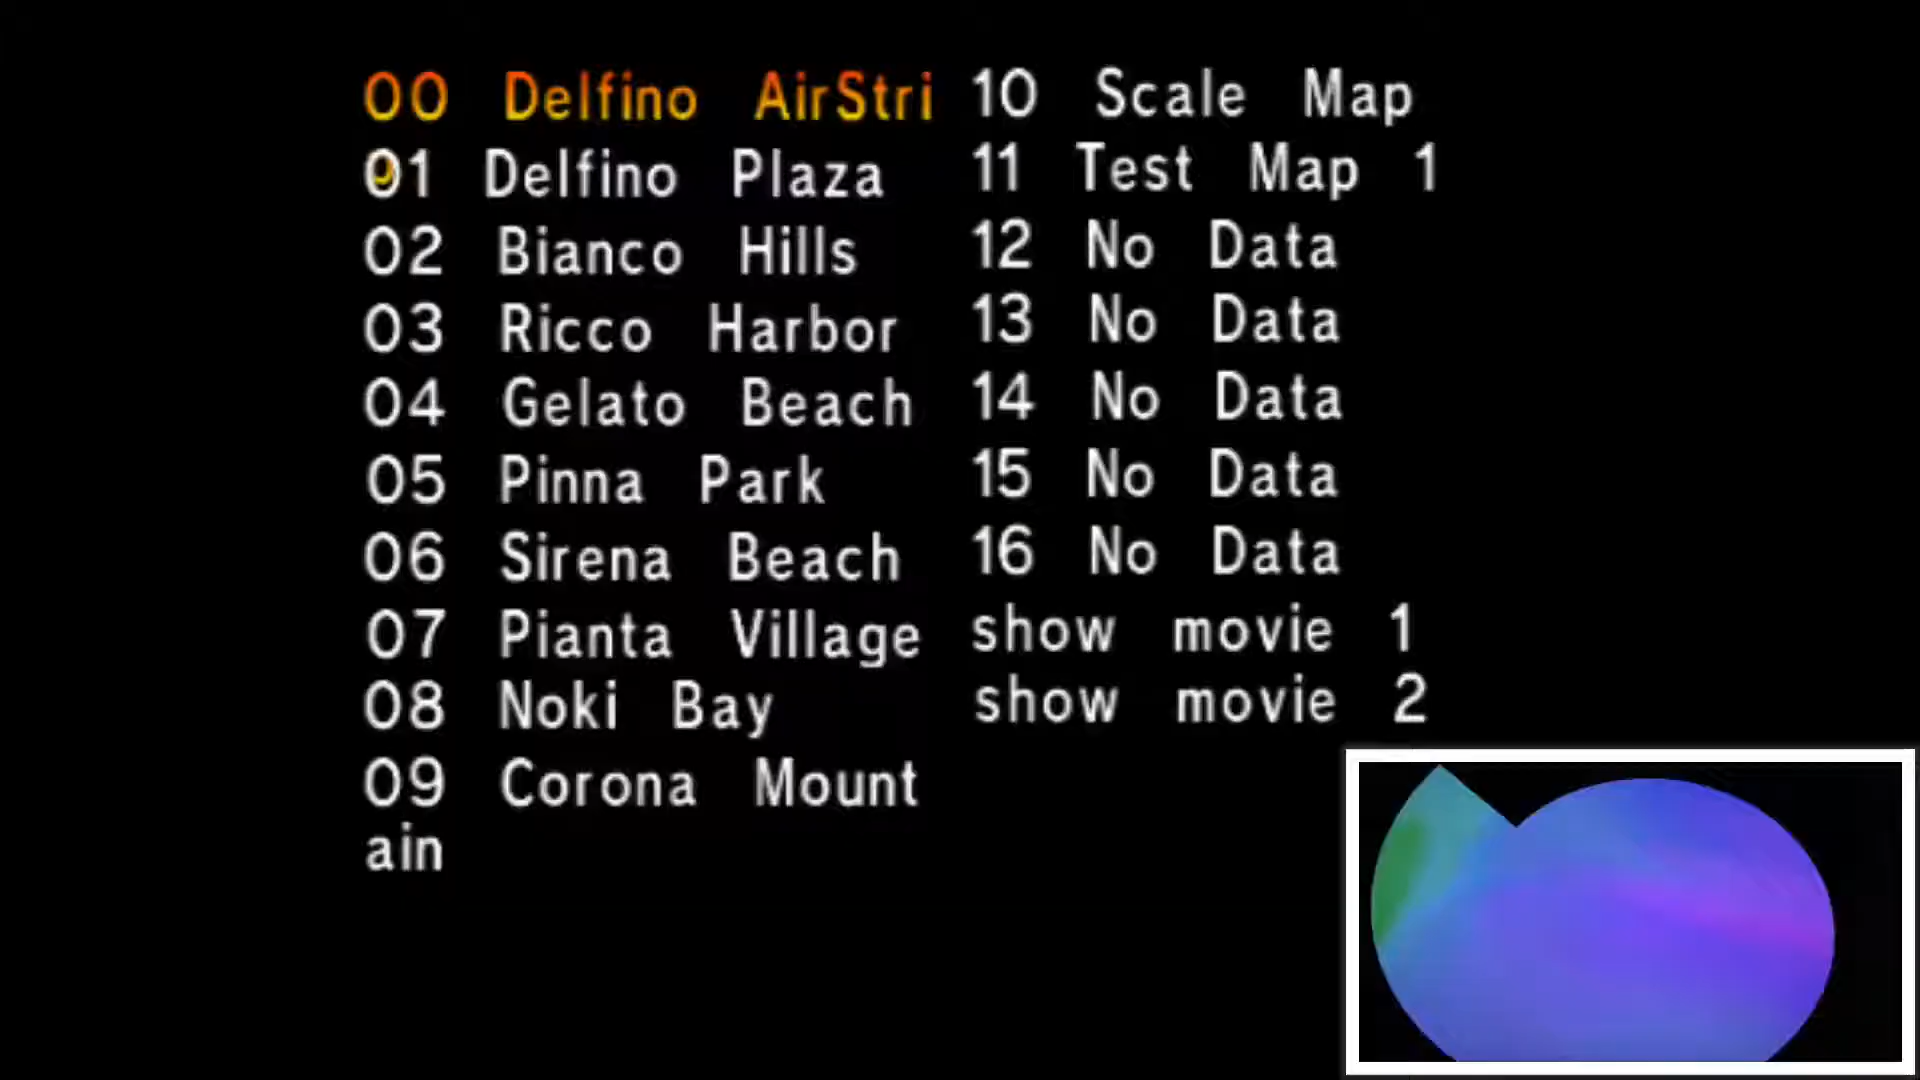 00 Delfino AirStri
p
01 Delfino Plaza
02 Bianco Hills
03 Ricco Harbor
04 Gelato Beach
05 Pinna Park
06 Sirena Beach
07 Pianta Village
08 Noki Bay
09 Corona Mount
ain
10 Scale Map
11 Test Map 1
12 No Data
13 No Data
14 No Data
15 No Data
16 No Data
show movie 1
show movie 2